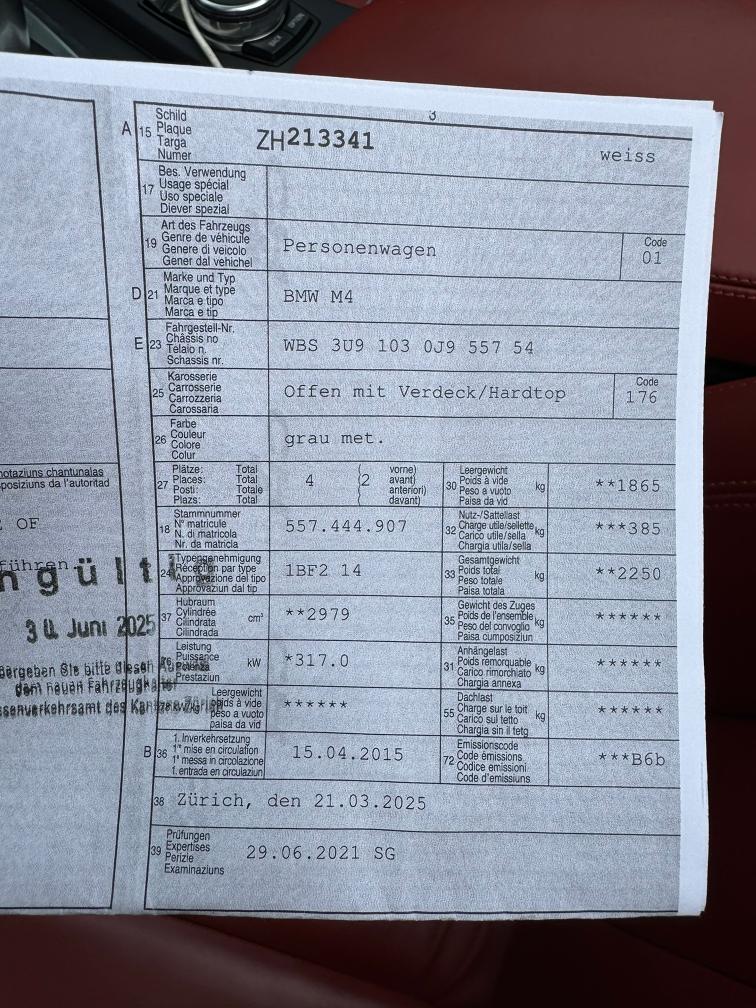 A 15 Schild
Plaque
Targa
Numer
ZH213341
weiss
17 Bes. Verwendung
Usage spécial
Uso speciale
Diever spezial
19 Art des Fahrzeugs
Genre de véhicule
Genere di veicolo
Gener dal vehichel
Personenwagen
Code
01
D 21 Marke und Typ
Marque et type
Marca e tipo
Marca e tip
BMW M4
E 23 Fahrgestell-Nr.
Châssis no
Telaio n.
Schassis nr.
WBS 3U9 103 0J9 557 54
25 Karosserie
Carrosserie
Carrozzeria
Carossaria
Offen mit Verdeck/Hardtop
Code
176
26 Farbe
Couleur
Colore
Colur
grau met.
27 Plätze: Total
Places: Total
Posti: Totale
Plazs: Total
4
(2 vorne)
avant)
anteriori)
davant)
30 Leergewicht
Poids à vide
Peso a vuoto
Paisa da vid
kg
**1865
18 Stammnummer
N° matricule
N. di matricola
Nr. da matricla
557.444.907
32 Nutz-/Sattellast
Charge utile/sellette
Carico utile/sella
Chargia utila/sella
kg
***385
24 Typengenehmigung
Réception par type
Approvazione del tipo
Approvaziun dal tip
1BF2 14
33 Gesamtgewicht
Poids total
Peso totale
Paisa totala
kg
**2250
37 Hubraum
Cylindrée
Cilindrata
Cilindrada
cm³
**2979
35 Gewicht des Zuges
Poids de l'ensemble
Peso del convoglio
Paisa cumposiziun
kg
******
Leistung
Puissance
Potenza
Prestaziun
kW
*317.0
31 Anhängelast
Poids remorquable
Carico rimorchiato
Chargia annexa
kg
******
Leergewicht
poids à vide
peso a vuoto
paisa da vid
******
55 Dachlast
Charge sur le toit
Carico sul tetto
Chargia sin il tetg
kg
******
B 36 1. Inverkehrsetzung
1re mise en circulation
1a messa in circolazione
1. entrada en circulaziun
15.04.2015
72 Emissionscode
Code émissions
Codice emissioni
Code d'emissiuns
***B6b
38 Zürich, den 21.03.2025
39 Prüfungen
Expertises
Perizie
Examinaziuns
29.06.2021 SG
notaziuns chantunalas
posiziuns da l'autoritad
OF
führen
ngült
30. Juni 2025
bergeben Sie bitte diesen
dem neuen Fahrzeughalter
senverkehrsamt des Kantons Zürich